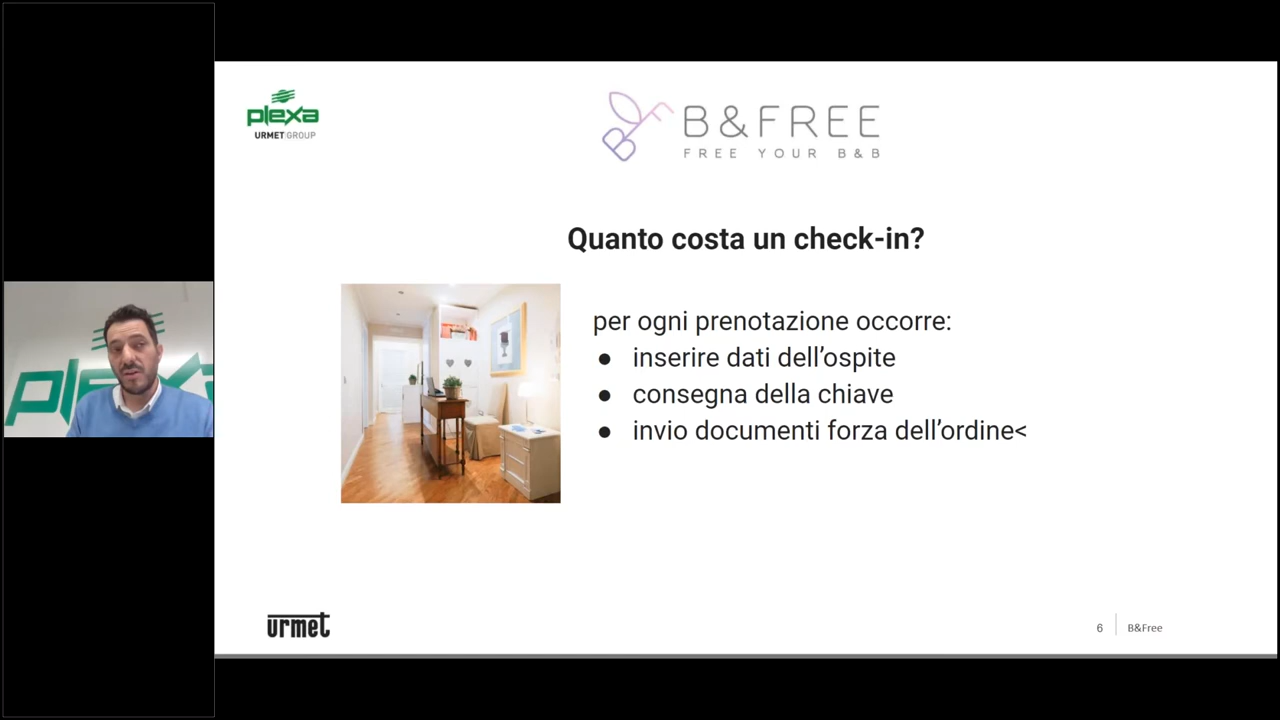 plexa
URMET GROUP
B&FREE
FREE YOUR B&B
Quanto costa un check-in?
per ogni prenotazione occorre:
● inserire dati dell’ospite
● consegna della chiave
● invio documenti forza dell’ordine<
plexa
urmet
6
B&Free